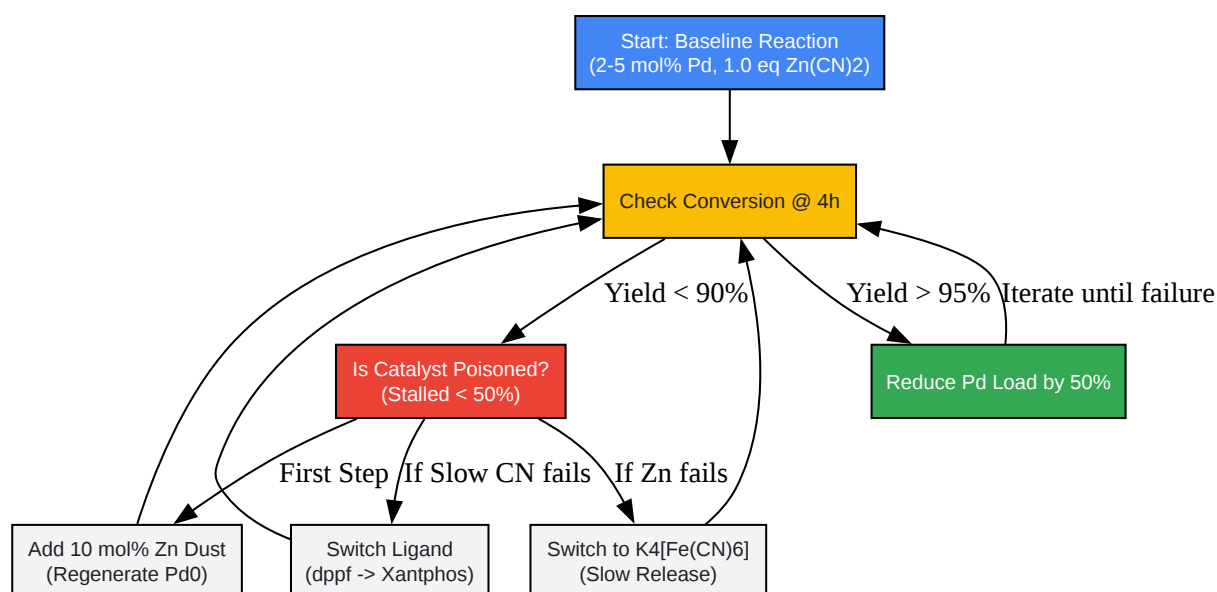 Start: Baseline Reaction
(2-5 mol% Pd, 1.0 eq Zn(CN)2)
Check Conversion @ 4h
Yield < 90%
Yield > 95%
Iterate until failure
Is Catalyst Poisoned?
(Stalled < 50%)
Reduce Pd Load by 50%
First Step
If Slow CN fails
If Zn fails
Add 10 mol% Zn Dust
(Regenerate Pd0)
Switch Ligand
(dppf -> Xantphos)
Switch to K4[Fe(CN)6]
(Slow Release)